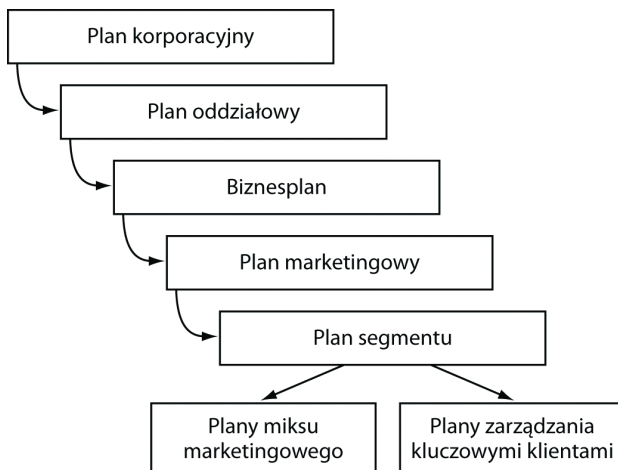 Plan korporacyjny
Plan oddziałowy
Biznesplan
Plan marketingowy
Plan segmentu
Plany miksu
marketingowego
Plany zarządzania
kluczowymi klientami